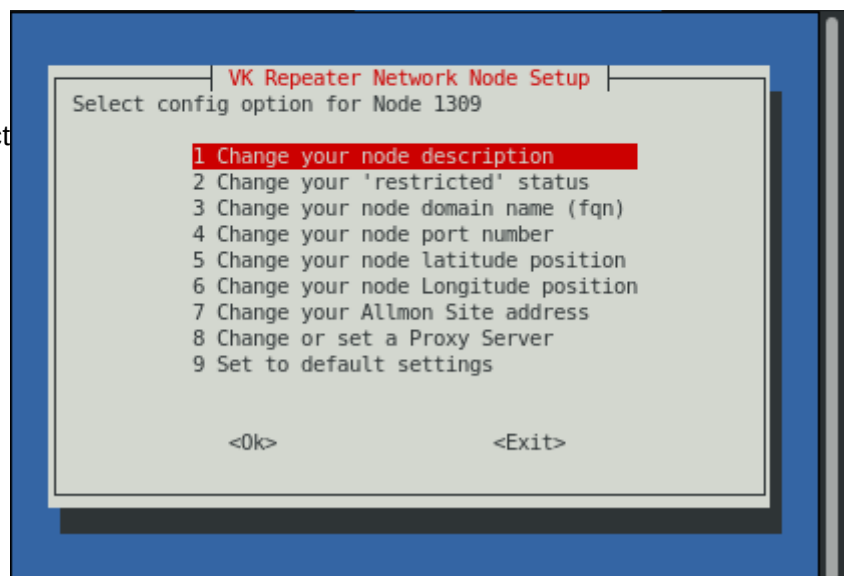 VK Repeater Network Node Setup
Select config option for Node 1309
1 Change your node description
2 Change your 'restricted' status
3 Change your node domain name (fqn)
4 Change your node port number
5 Change your node latitude position
6 Change your node Longitude position
7 Change your Allmon Site address
8 Change or set a Proxy Server
9 Set to default settings
<Ok> <Exit>